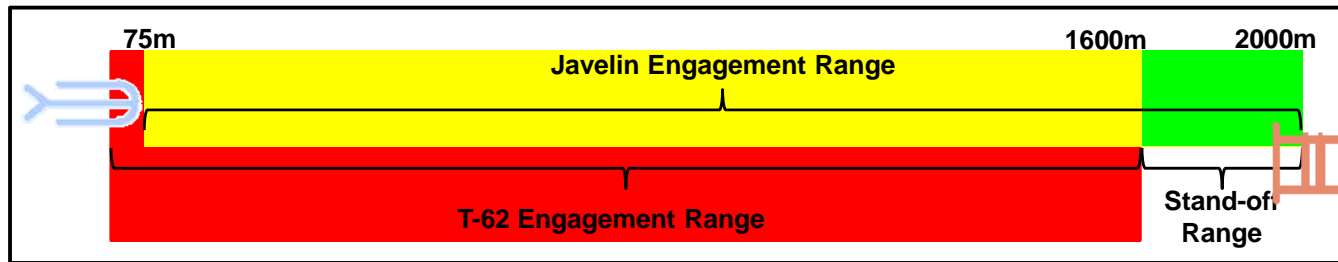 75m
1600m
2000m
Javelin Engagement Range
T-62 Engagement Range
Stand-off
Range